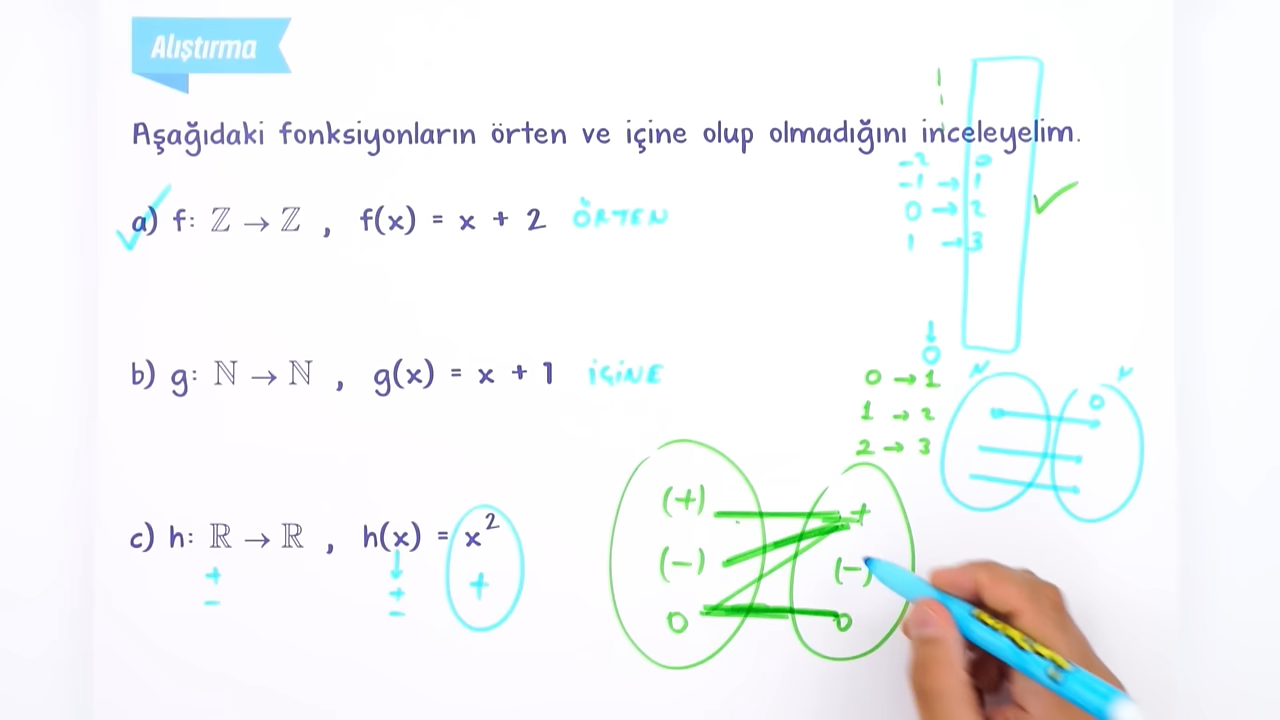 Alıştırma
Aşağıdaki fonksiyonların örten ve içine olup olmadığını inceleyelim.
-2 0
-1 → 1
a) f: ℤ → ℤ , f(x) = x + 2 ÖRTEN 0 → 2
1 → 3
↓
0
b) g: ℕ → ℕ , g(x) = x + 1 İÇİNE 0 → 1 N N
1 → 2 0
2 → 3
(+) +
c) h: ℝ → ℝ , h(x) = x²
(-) (-)
+ ↓ +
- + -
0 0